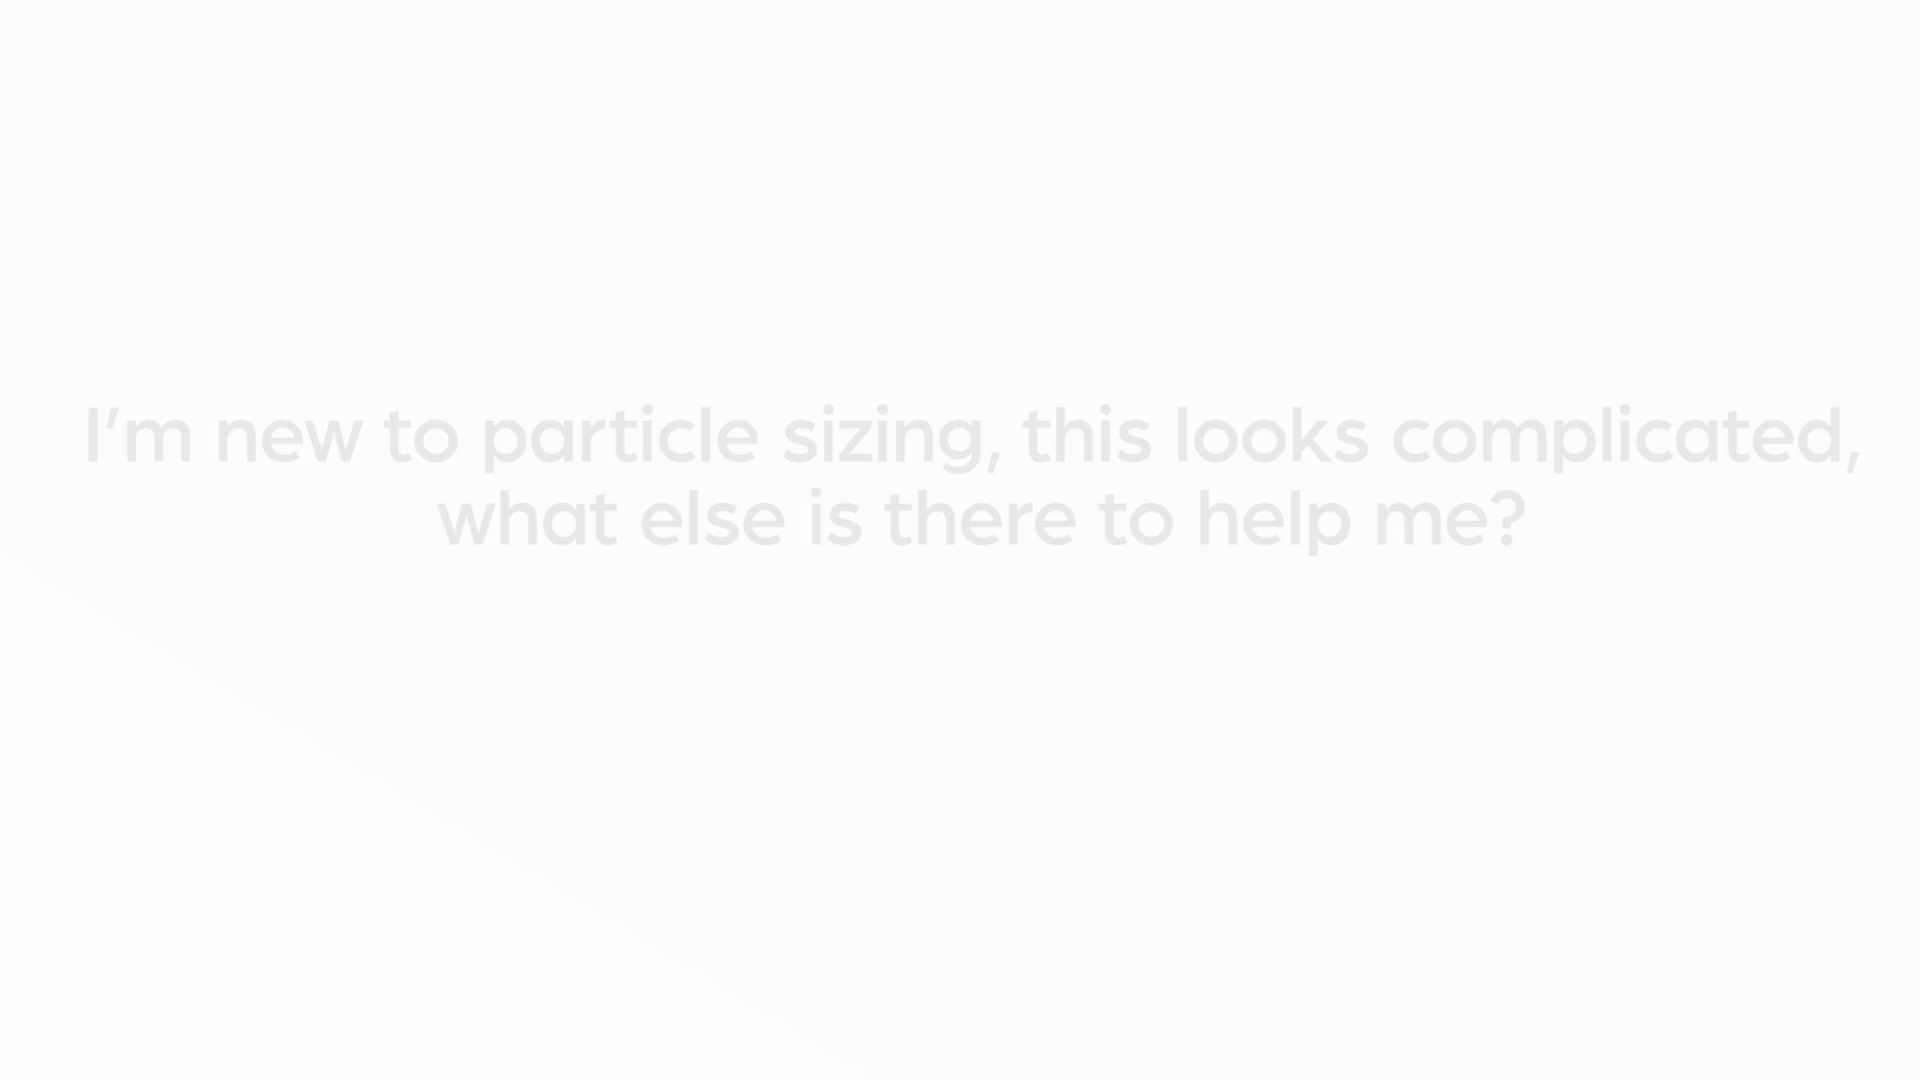 I’m new to particle sizing, this looks complicated,
what else is there to help me?